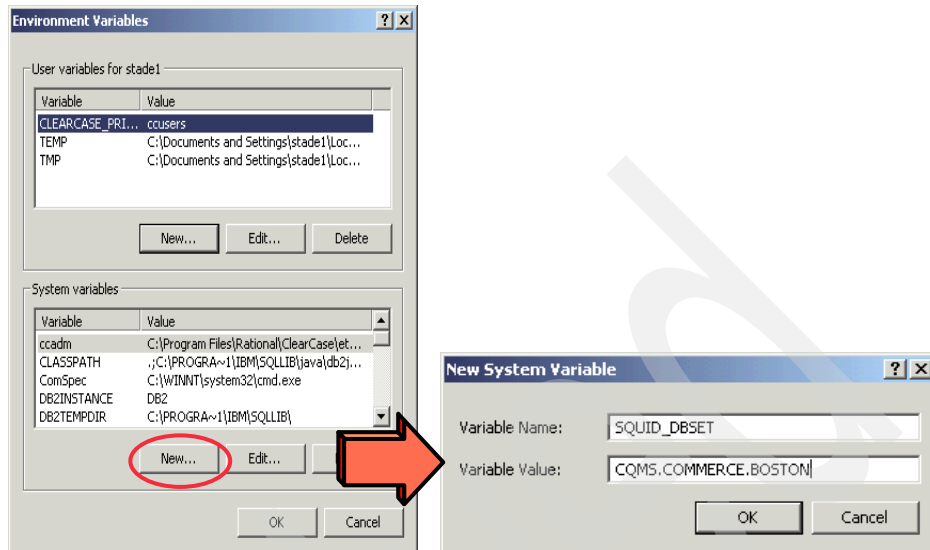 Environment Variables
User variables for stade1
Variable Value
CLEARCASE_PRI... ccusers
TEMP C:\Documents and Settings\stade1\Loc...
TMP C:\Documents and Settings\stade1\Loc...
New... Edit... Delete
System variables
Variable Value
ccadm C:\Program Files\Rational\ClearCase\et...
CLASSPATH .;C:\PROGRA~1\IBM\SQLLIB\java\db2j...
ComSpec C:\WINNT\system32\cmd.exe
DB2INSTANCE DB2
DB2TEMPDIR C:\PROGRA~1\IBM\SQLLIB\
New... Edit...
OK Cancel
New System Variable
Variable Name: SQUID_DBSET
Variable Value: CQMS.COMMERCE.BOSTON
OK Cancel